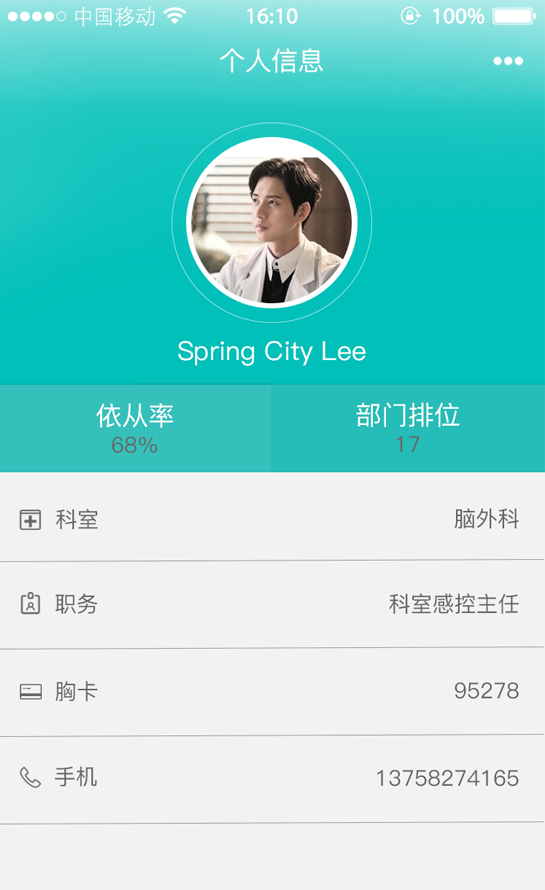 中国移动 16:10 100%
个人信息
Spring City Lee
依从率 部门排位
68% 17
科室 脑外科
职务 科室感控主任
胸卡 95278
手机 13758274165